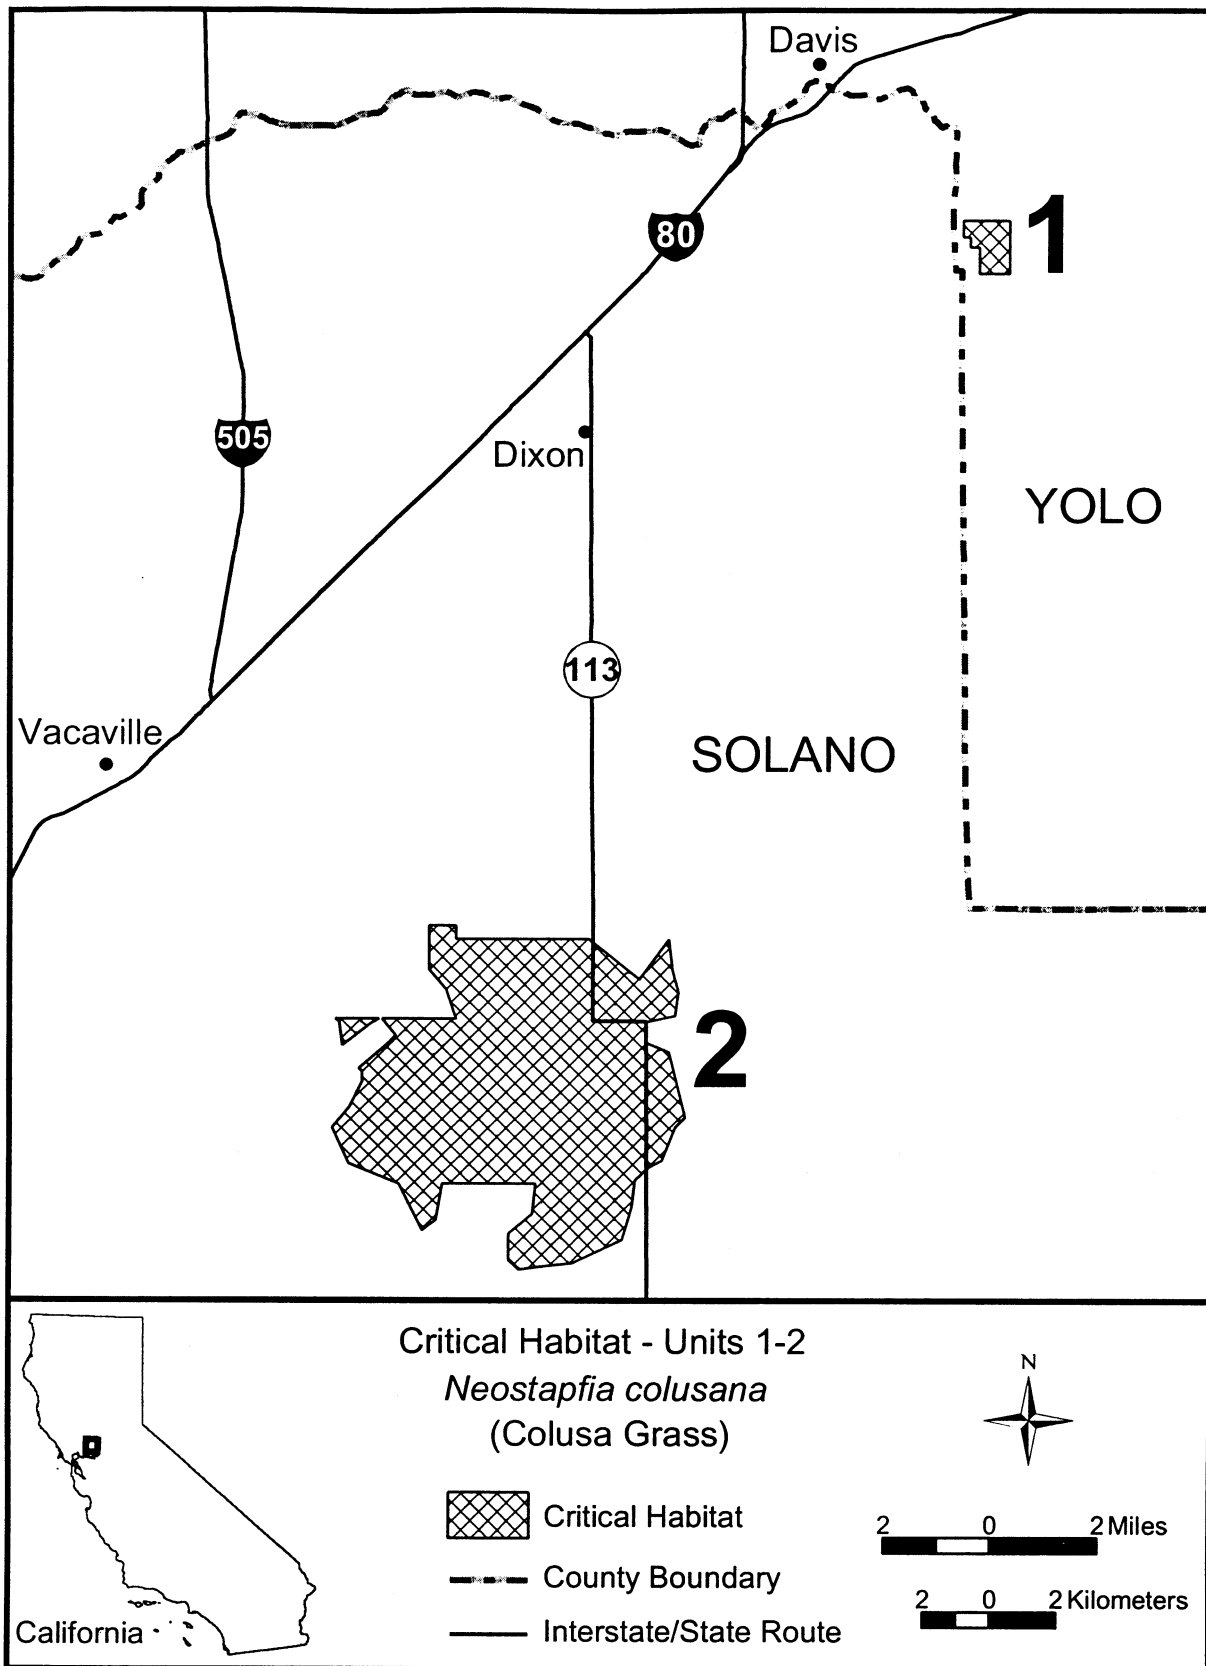 Davis
1
80
505
Dixon
YOLO
113
Vacaville
SOLANO
2
Critical Habitat - Units 1-2
Neostapfia colusana
(Colusa Grass)
N
Critical Habitat
2 0 2 Miles
County Boundary
2 0 2 Kilometers
Interstate/State Route
California